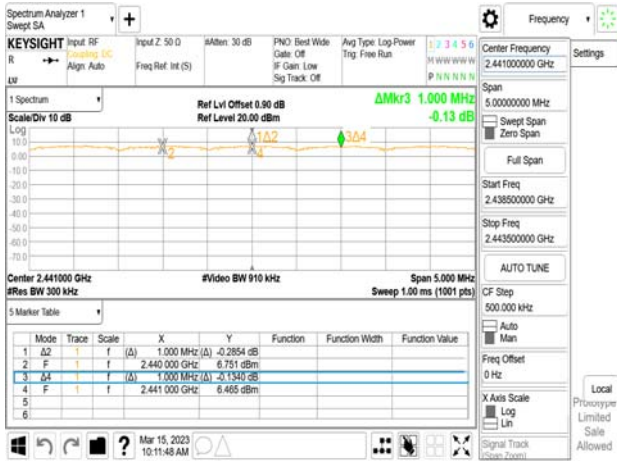 Spectrum Analyzer 1
Swept SA
+
Frequency
KEYSIGHT Input: RF Input Z: 50 Ω #Atten: 30 dB PNO: Best Wide Avg Type: Log-Power 1 2 3 4 5 6
R Coupling: DC Gate: Off Trig: Free Run M W W W W W
Align: Auto Freq Ref: Int (S) IF Gain: Low P N N N N N
Sig Track: Off
1 Spectrum Ref Lvl Offset 0.90 dB ΔMkr3 1.000 MHz
Scale/Div 10 dB Ref Level 20.00 dBm -0.13 dB
Log
10.0
0.00
-10.0
-20.0
-30.0
-40.0
-50.0
-60.0
-70.0
2
1Δ2
4
3Δ4
Center 2.441000 GHz #Video BW 910 kHz Span 5.000 MHz
#Res BW 300 kHz Sweep 1.00 ms (1001 pts)
5 Marker Table
Mode Trace Scale X Y Function Function Width Function Value
1 Δ2 1 f (Δ) 1.000 MHz (Δ) -0.2854 dB
2 F 1 f 2.440 000 GHz 6.751 dBm
3 Δ4 1 f (Δ) 1.000 MHz (Δ) -0.1340 dB
4 F 1 f 2.441 000 GHz 6.465 dBm
5
6
?
Mar 15, 2023
10:11:48 AM
Center Frequency
2.441000000 GHz
Settings
Span
5.00000000 MHz
Swept Span
Zero Span
Full Span
Start Freq
2.438500000 GHz
Stop Freq
2.443500000 GHz
AUTO TUNE
CF Step
500.000 kHz
Auto
Man
Freq Offset
0 Hz
X Axis Scale
Log
Lin
Local
Prototype
Limited
Sale
Allowed
Signal Track
(Span Zoom)